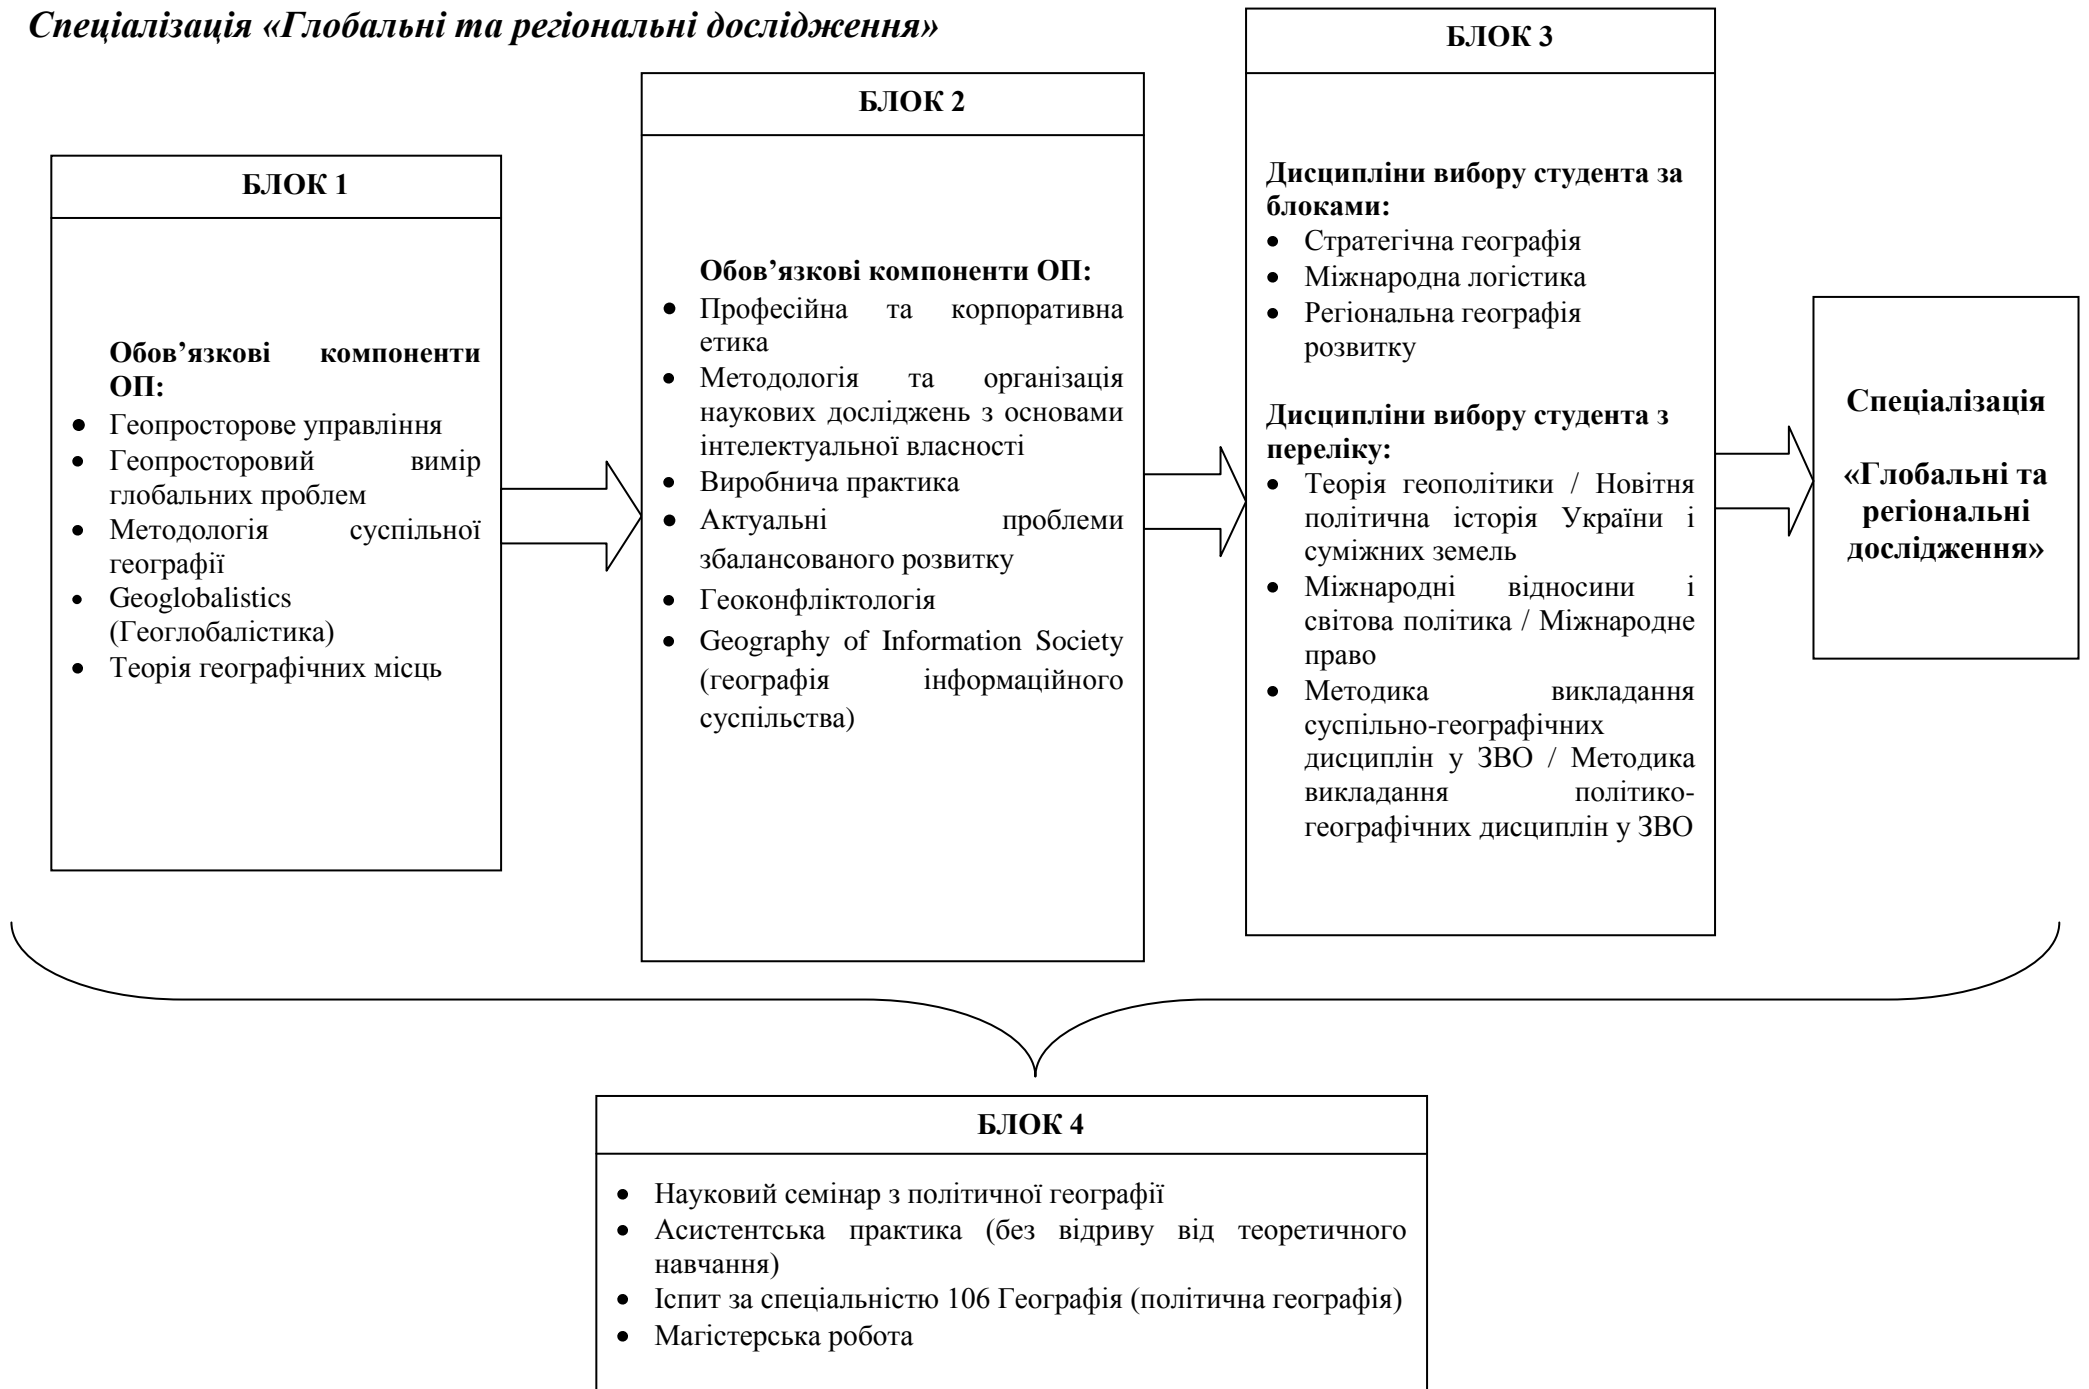 Спеціалізація «Глобальні та регіональні дослідження»
БЛОК 1
Обов’язкові компоненти
ОП:
• Геопросторове управління
• Геопросторовий вимір
глобальних проблем
• Методологія суспільної
географії
• Geoglobalistics
(Геоглобалістика)
• Теорія географічних місць
БЛОК 2
Обов’язкові компоненти ОП:
• Професійна та корпоративна
етика
• Методологія та організація
наукових досліджень з основами
інтелектуальної власності
• Виробнича практика
• Актуальні проблеми
збалансованого розвитку
• Геоконфліктологія
• Geography of Information Society
(географія інформаційного
суспільства)
БЛОК 3
Дисципліни вибору студента за
блоками:
• Стратегічна географія
• Міжнародна логістика
• Регіональна географія
розвитку
Дисципліни вибору студента з
переліку:
• Теорія геополітики / Новітня
політична історія України і
суміжних земель
• Міжнародні відносини і
світова політика / Міжнародне
право
• Методика викладання
суспільно-географічних
дисциплін у ЗВО / Методика
викладання політико-
географічних дисциплін у ЗВО
Спеціалізація
«Глобальні та
регіональні
дослідження»
БЛОК 4
• Науковий семінар з політичної географії
• Асистентська практика (без відриву від теоретичного
навчання)
• Іспит за спеціальністю 106 Географія (політична географія)
• Магістерська робота